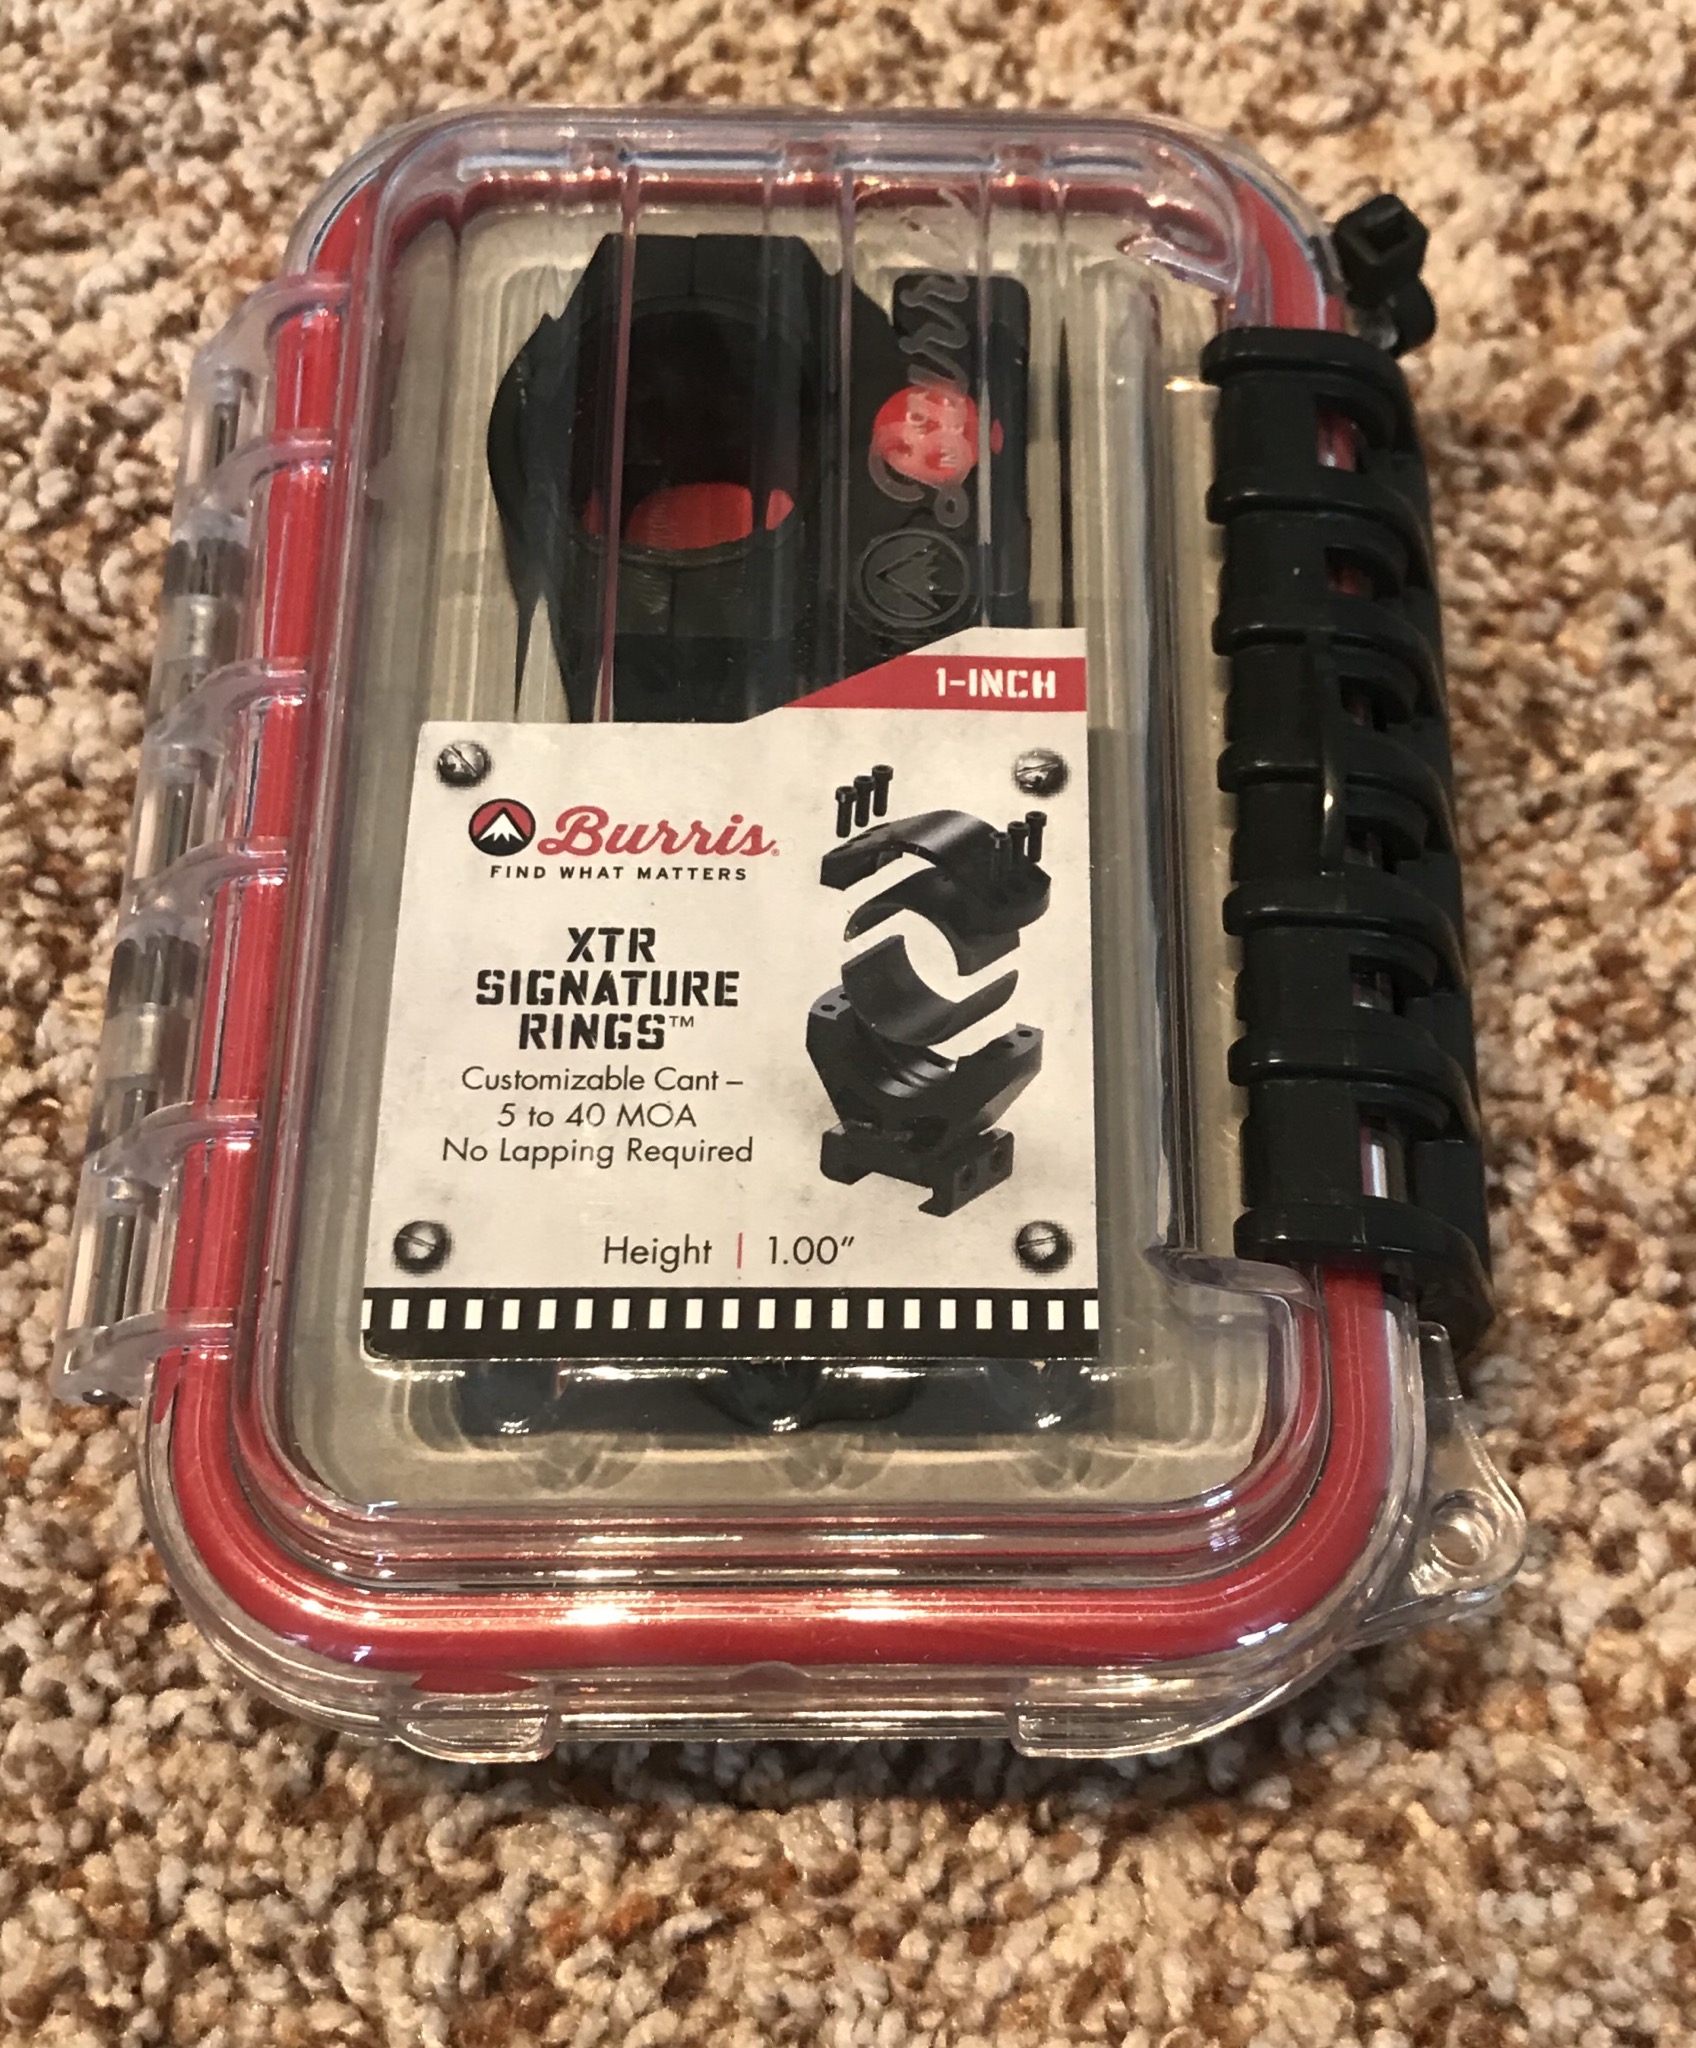 Burris
1-INCH
Burris®
FIND WHAT MATTERS
XTR
SIGNATURE
RINGS™
Customizable Cant –
5 to 40 MOA
No Lapping Required
Height | 1.00"